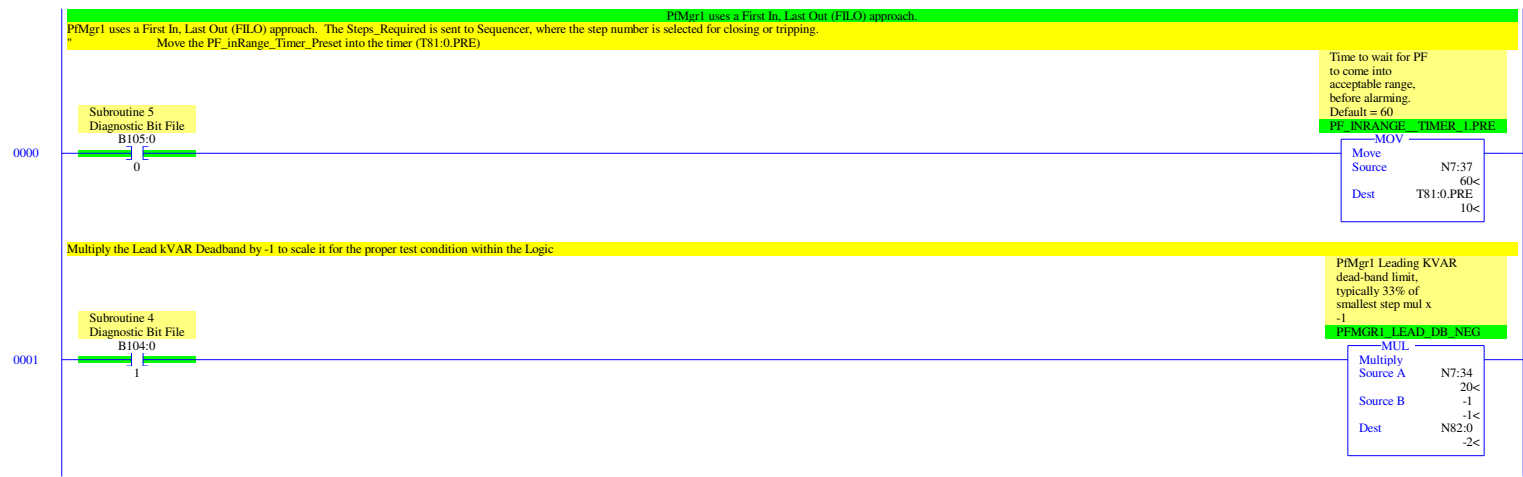 PfMgr1 uses a First In, Last Out (FILO) approach.
PfMgr1 uses a First In, Last Out (FILO) approach. The Steps_Required is sent to Sequencer, where the step number is selected for closing or tripping.
" Move the PF_inRange_Timer_Preset into the timer (T81:0.PRE)
Time to wait for PF
to come into
acceptable range,
before alarming.
Default = 60
PF_INRANGE__TIMER_1.PRE
Subroutine 5
Diagnostic Bit File
B105:0
0
0000
MOV
Move
Source N7:37
60<
Dest T81:0.PRE
10<
Multiply the Lead kVAR Deadband by -1 to scale it for the proper test condition within the Logic
PfMgr1 Leading KVAR
dead-band limit,
typically 33% of
smallest step mul x
-1
PFMGR1_LEAD_DB_NEG
Subroutine 4
Diagnostic Bit File
B104:0
1
0001
MUL
Multiply
Source A N7:34
20<
Source B -1
-1<
Dest N82:0
-2<